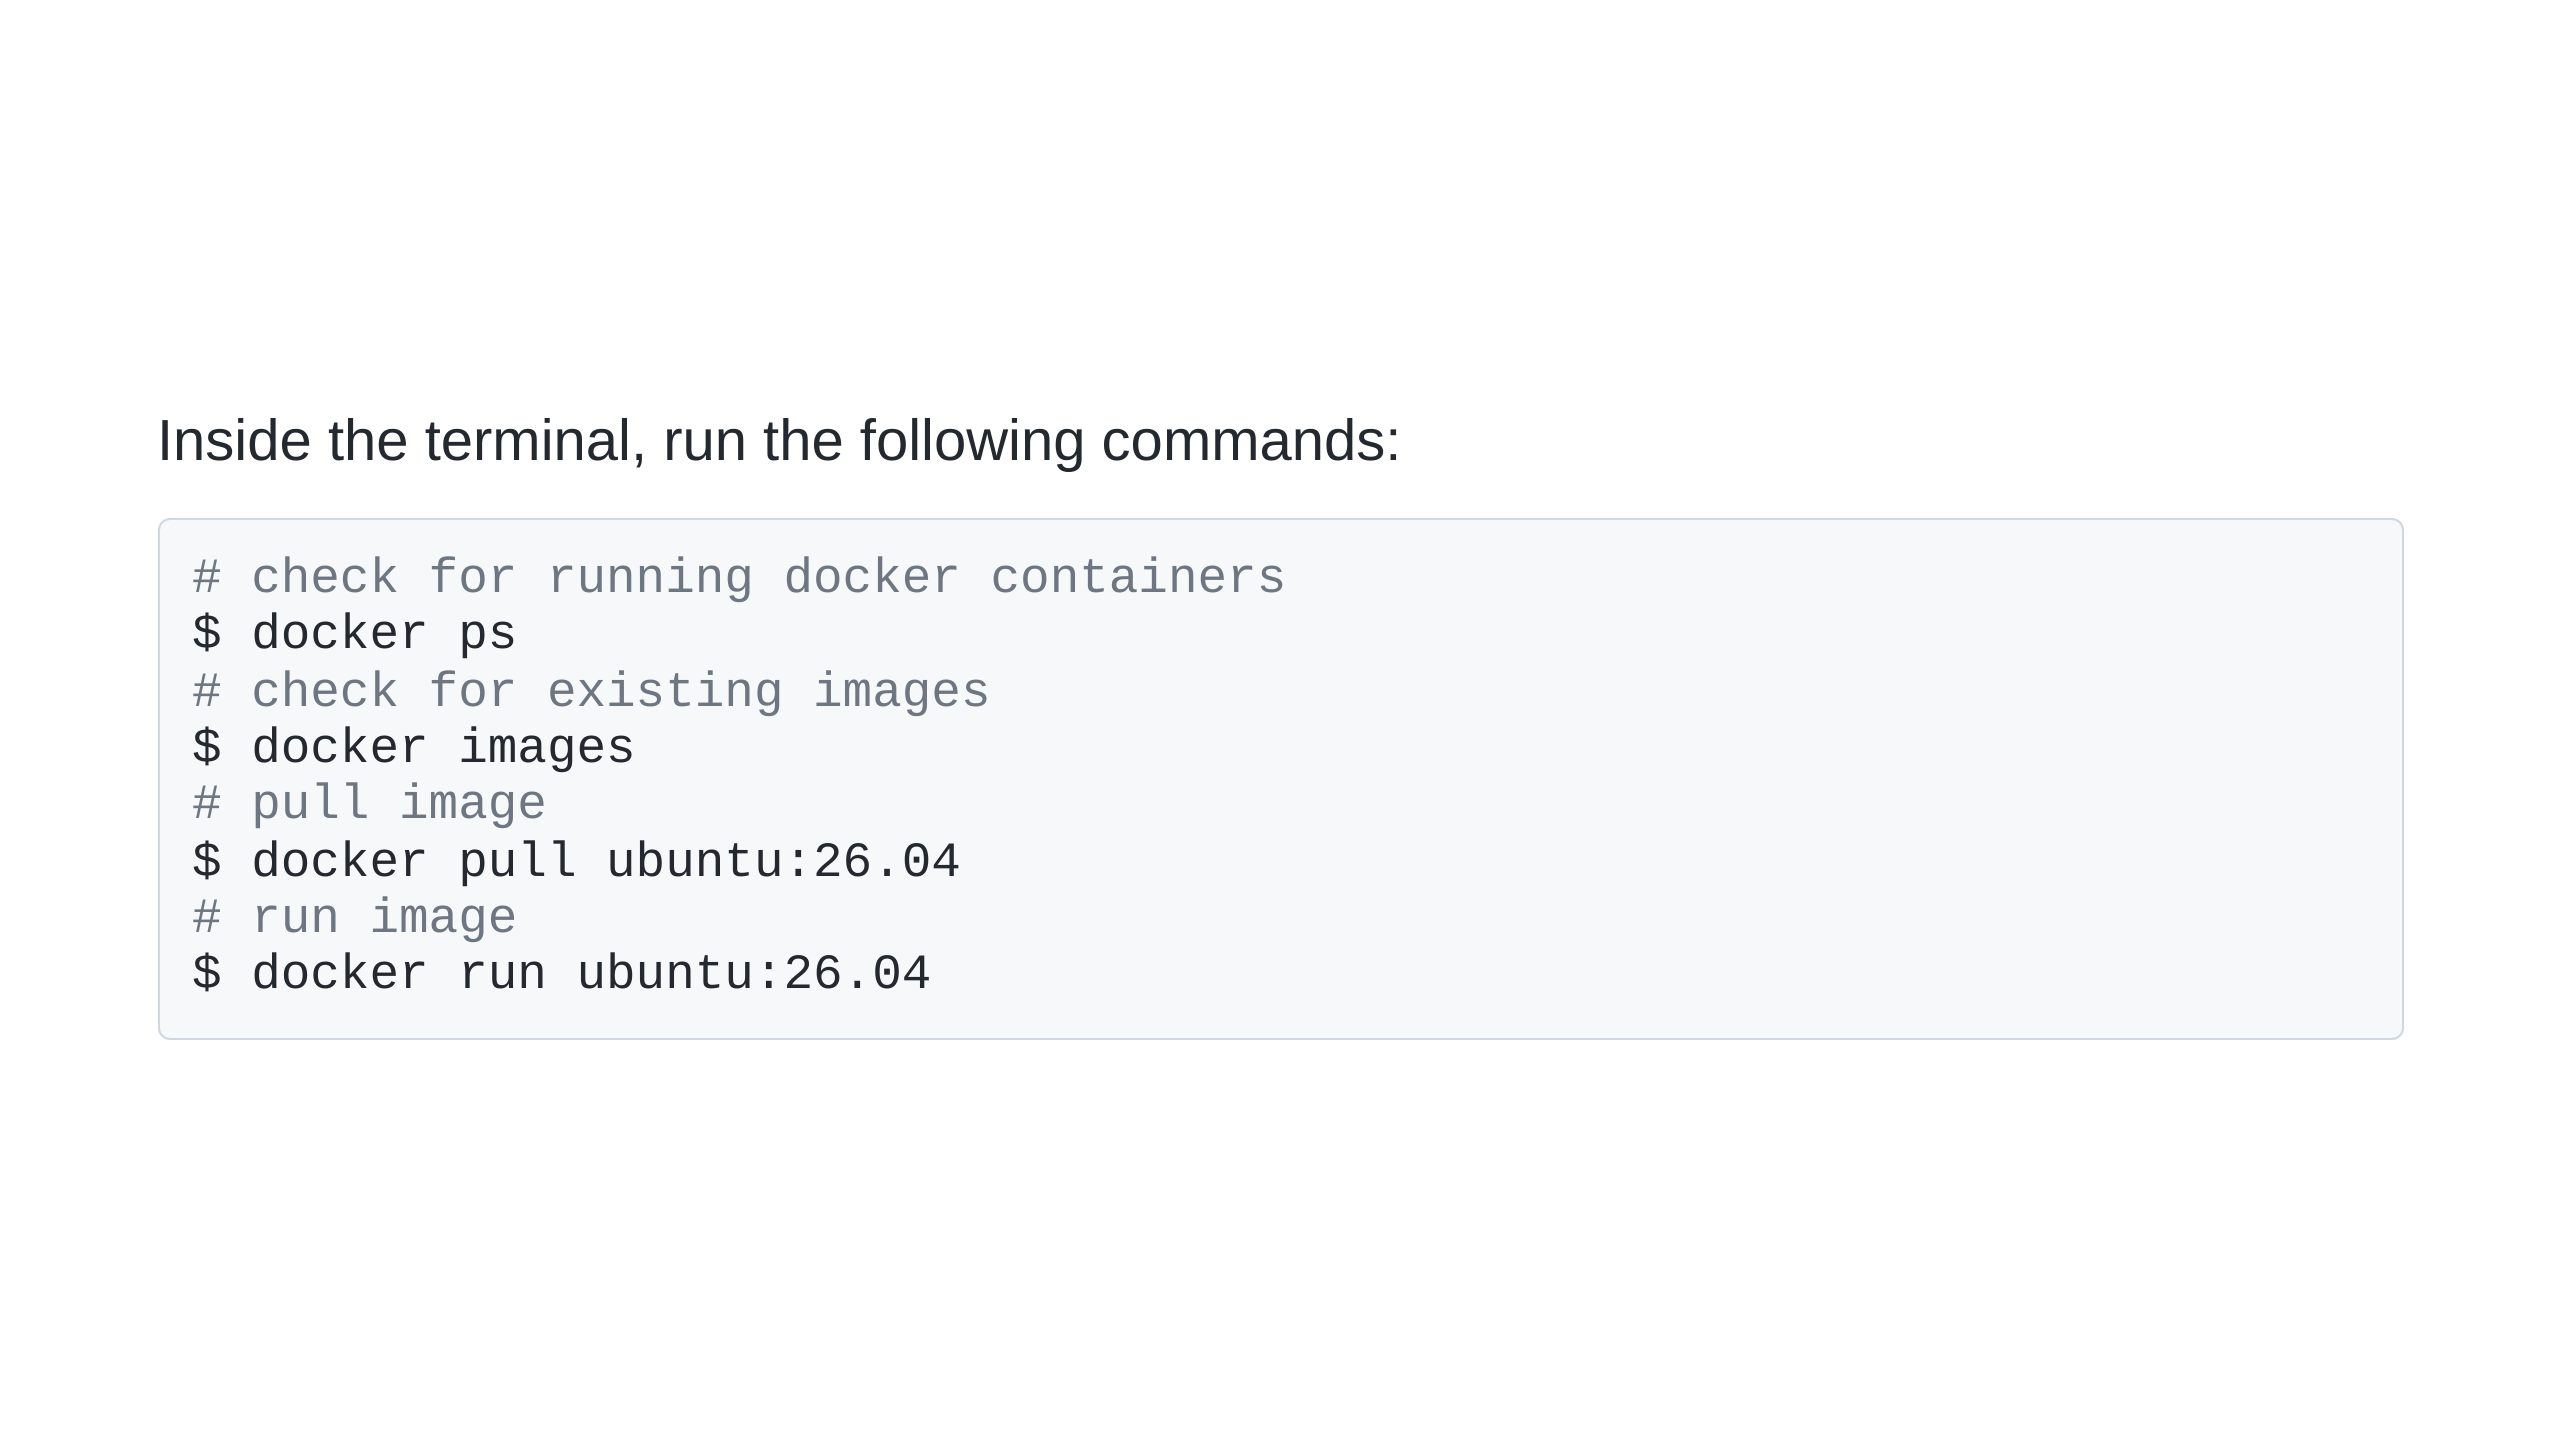 Inside the terminal, run the following commands:
# check for running docker containers
$ docker ps
# check for existing images
$ docker images
# pull image
$ docker pull ubuntu:26.04
# run image
$ docker run ubuntu:26.04